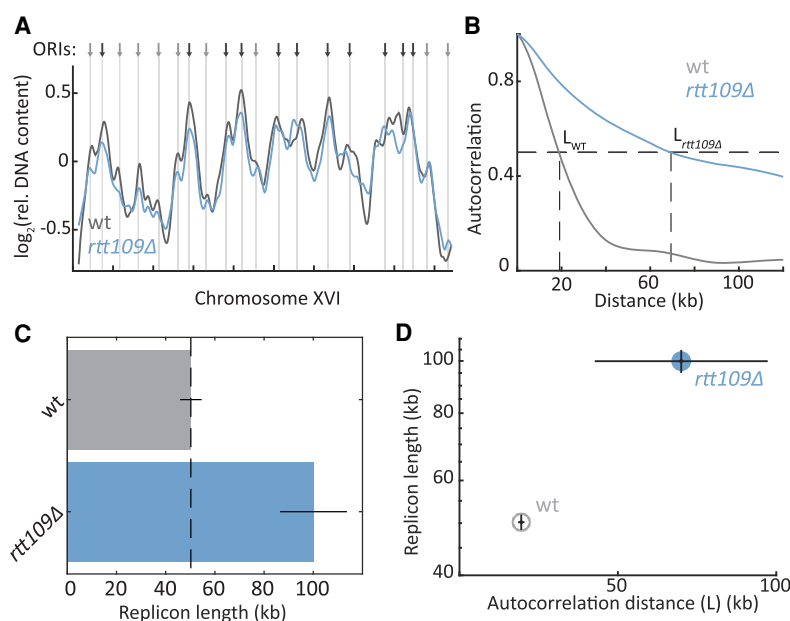 A
ORIs:
log₂(rel. DNA content)
0.5
0
-0.5
wt
rtt109Δ
Chromosome XVI
B
Autocorrelation
0.8
0.4
0
wt
rtt109Δ
L_WT
L_rtt109Δ
20 60 100
Distance (kb)
C
wt
rtt109Δ
0 20 40 60 80 100
Replicon length (kb)
D
Replicon length (kb)
100
80
60
40
rtt109Δ
wt
50 100
Autocorrelation distance (L) (kb)